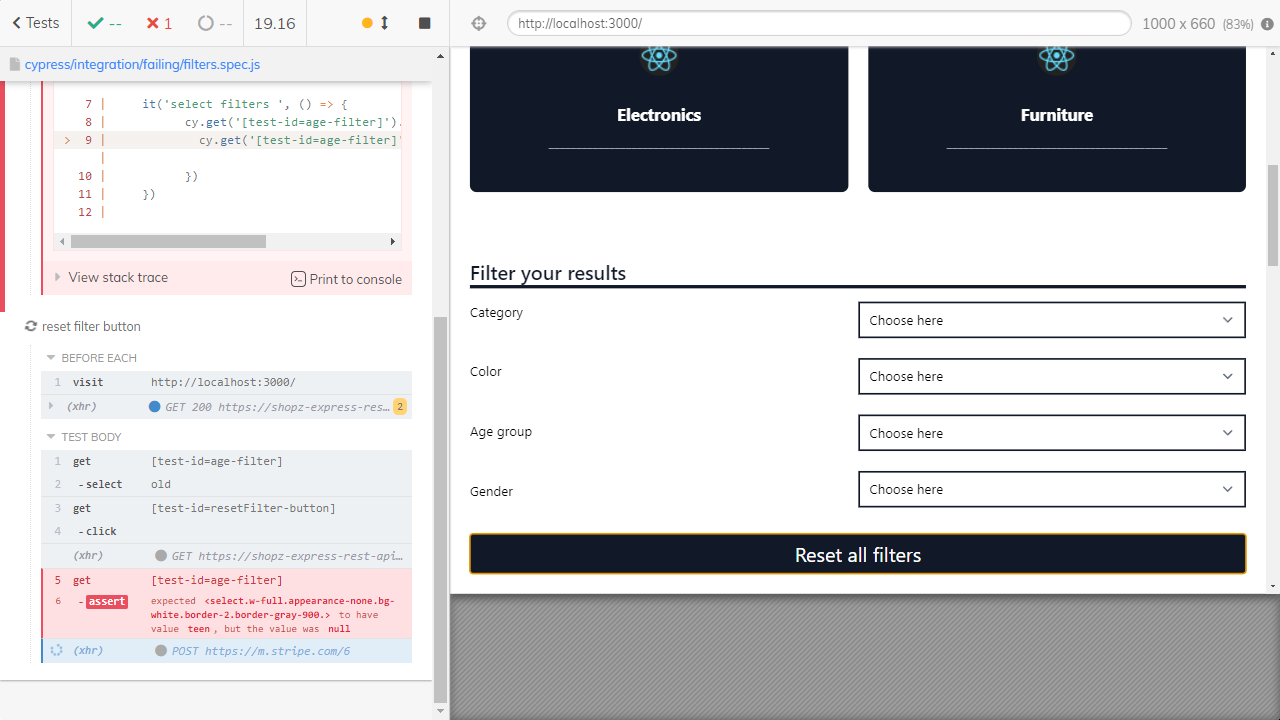 Tests
--
1
--
19.16
http://localhost:3000/
1000 x 660 (83%)
cypress/integration/failing/filters.spec.js
7 | it('select filters ', () => {
8 | cy.get('[test-id=age-filter]').
> 9 | cy.get('[test-id=age-filter]'
|
10 | })
11 | })
12 |
View stack trace
Print to console
reset filter button
BEFORE EACH
1 visit http://localhost:3000/
(xhr) GET 200 https://shopz-express-res… 2
TEST BODY
1 get [test-id=age-filter]
2 -select old
3 get [test-id=resetFilter-button]
4 -click
(xhr) GET https://shopz-express-rest-api…
5 get [test-id=age-filter]
6 -assert expected <select.w-full.appearance-none.bg-
white.border-2.border-gray-900.> to have
value teen, but the value was null
(xhr) POST https://m.stripe.com/6
Electronics
Furniture
Filter your results
Category
Choose here
Color
Choose here
Age group
Choose here
Gender
Choose here
Reset all filters